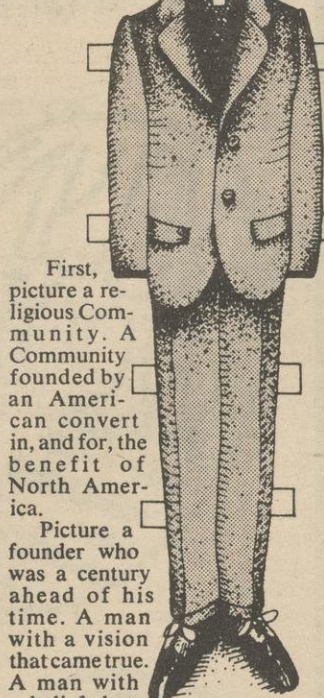 First,
picture a re-
ligious Com-
munity. A
Community
founded by
an Ameri-
can convert
in, and for, the
benefit of
North Amer-
ica.
Picture a
founder who
was a century
ahead of his
time. A man
with a vision
that came true.
A man with